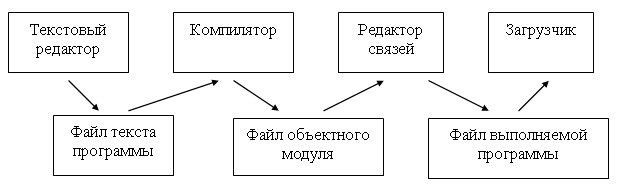 Текстовый
редактор
Компилятор
Редактор
связей
Загрузчик
Файл текста
программы
Файл объектного
модуля
Файл выполняемой
программы